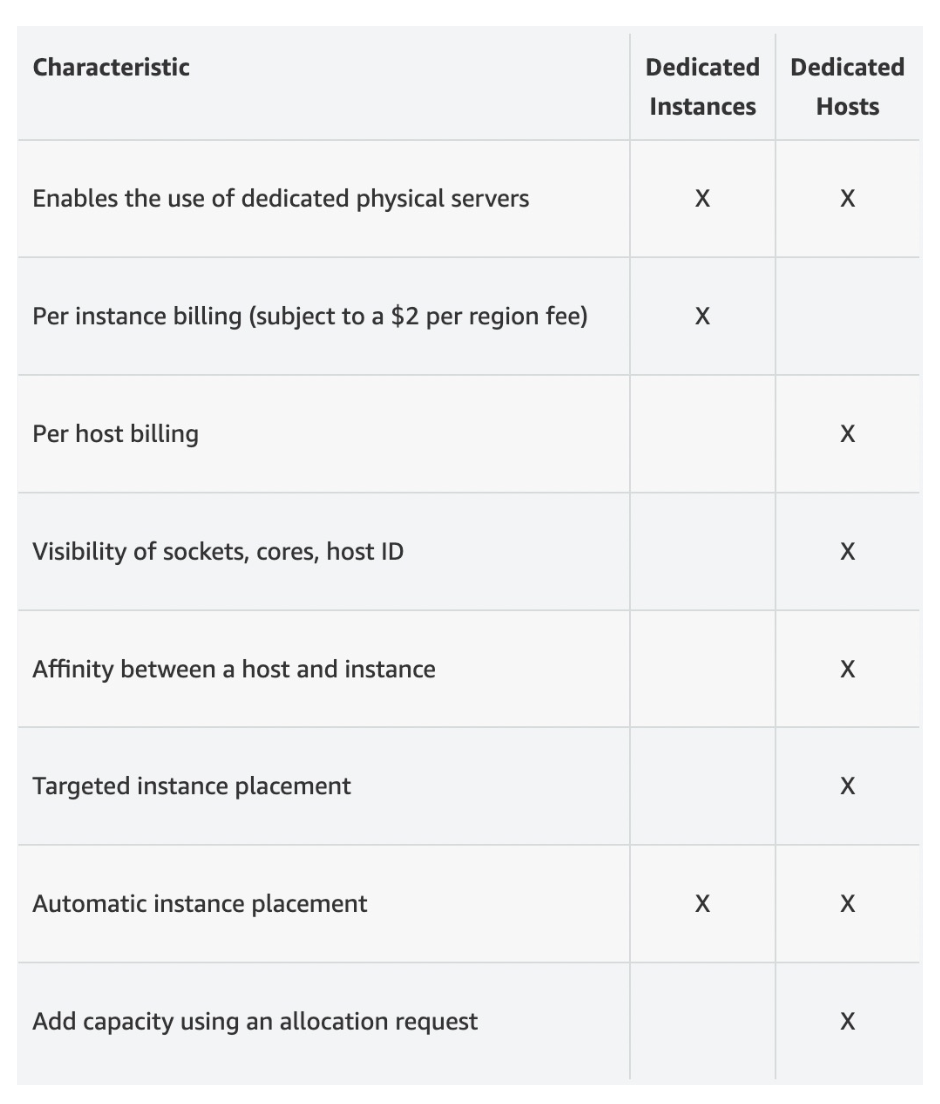 Characteristic Dedicated Instances Dedicated Hosts
Enables the use of dedicated physical servers X X
Per instance billing (subject to a $2 per region fee) X
Per host billing X
Visibility of sockets, cores, host ID X
Affinity between a host and instance X
Targeted instance placement X
Automatic instance placement X X
Add capacity using an allocation request X